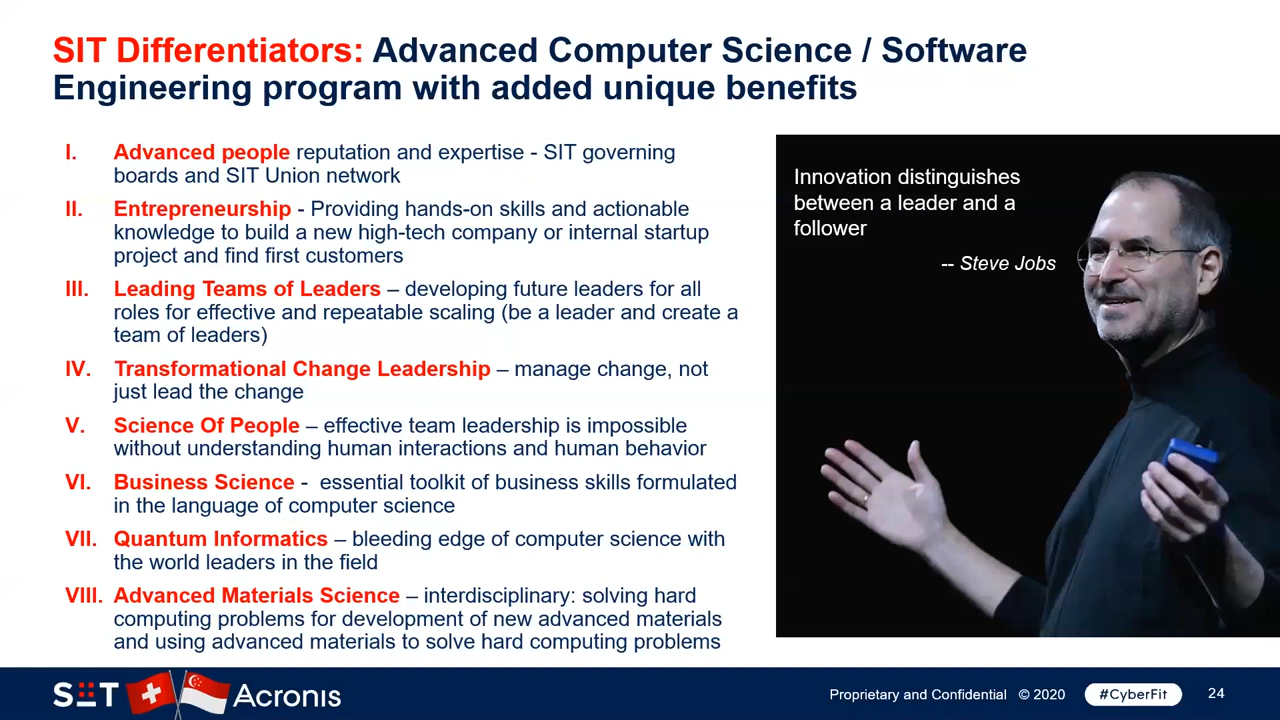 SIT Differentiators: Advanced Computer Science / Software
Engineering program with added unique benefits
I. Advanced people reputation and expertise - SIT governing
boards and SIT Union network
II. Entrepreneurship - Providing hands-on skills and actionable
knowledge to build a new high-tech company or internal startup
project and find first customers
III. Leading Teams of Leaders – developing future leaders for all
roles for effective and repeatable scaling (be a leader and create a
team of leaders)
IV. Transformational Change Leadership – manage change, not
just lead the change
V. Science Of People – effective team leadership is impossible
without understanding human interactions and human behavior
VI. Business Science - essential toolkit of business skills formulated
in the language of computer science
VII. Quantum Informatics – bleeding edge of computer science with
the world leaders in the field
VIII. Advanced Materials Science – interdisciplinary: solving hard
computing problems for development of new advanced materials
and using advanced materials to solve hard computing problems
Innovation distinguishes
between a leader and a
follower
-- Steve Jobs
SIT Acronis
Proprietary and Confidential © 2020 #CyberFit 24